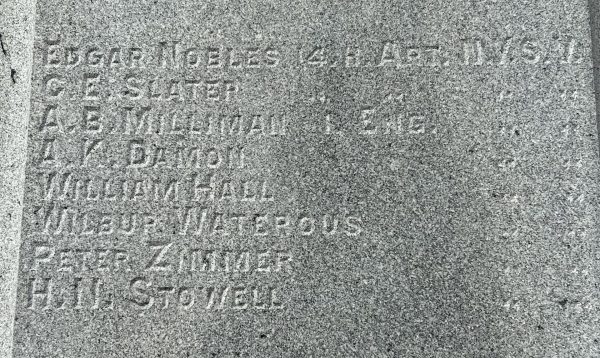 EDGAR NOBLES 14. H. ART. N.Y.S.V.
C. E. SLATER „ „ „ „
A. B. MILLIMAN 1. ENG. „ „
A. K. DAMON „ „
WILLIAM HALL „ „
WILBUR WATEROUS „ „
PETER ZIMMER „ „
H. N. STOWELL „ „